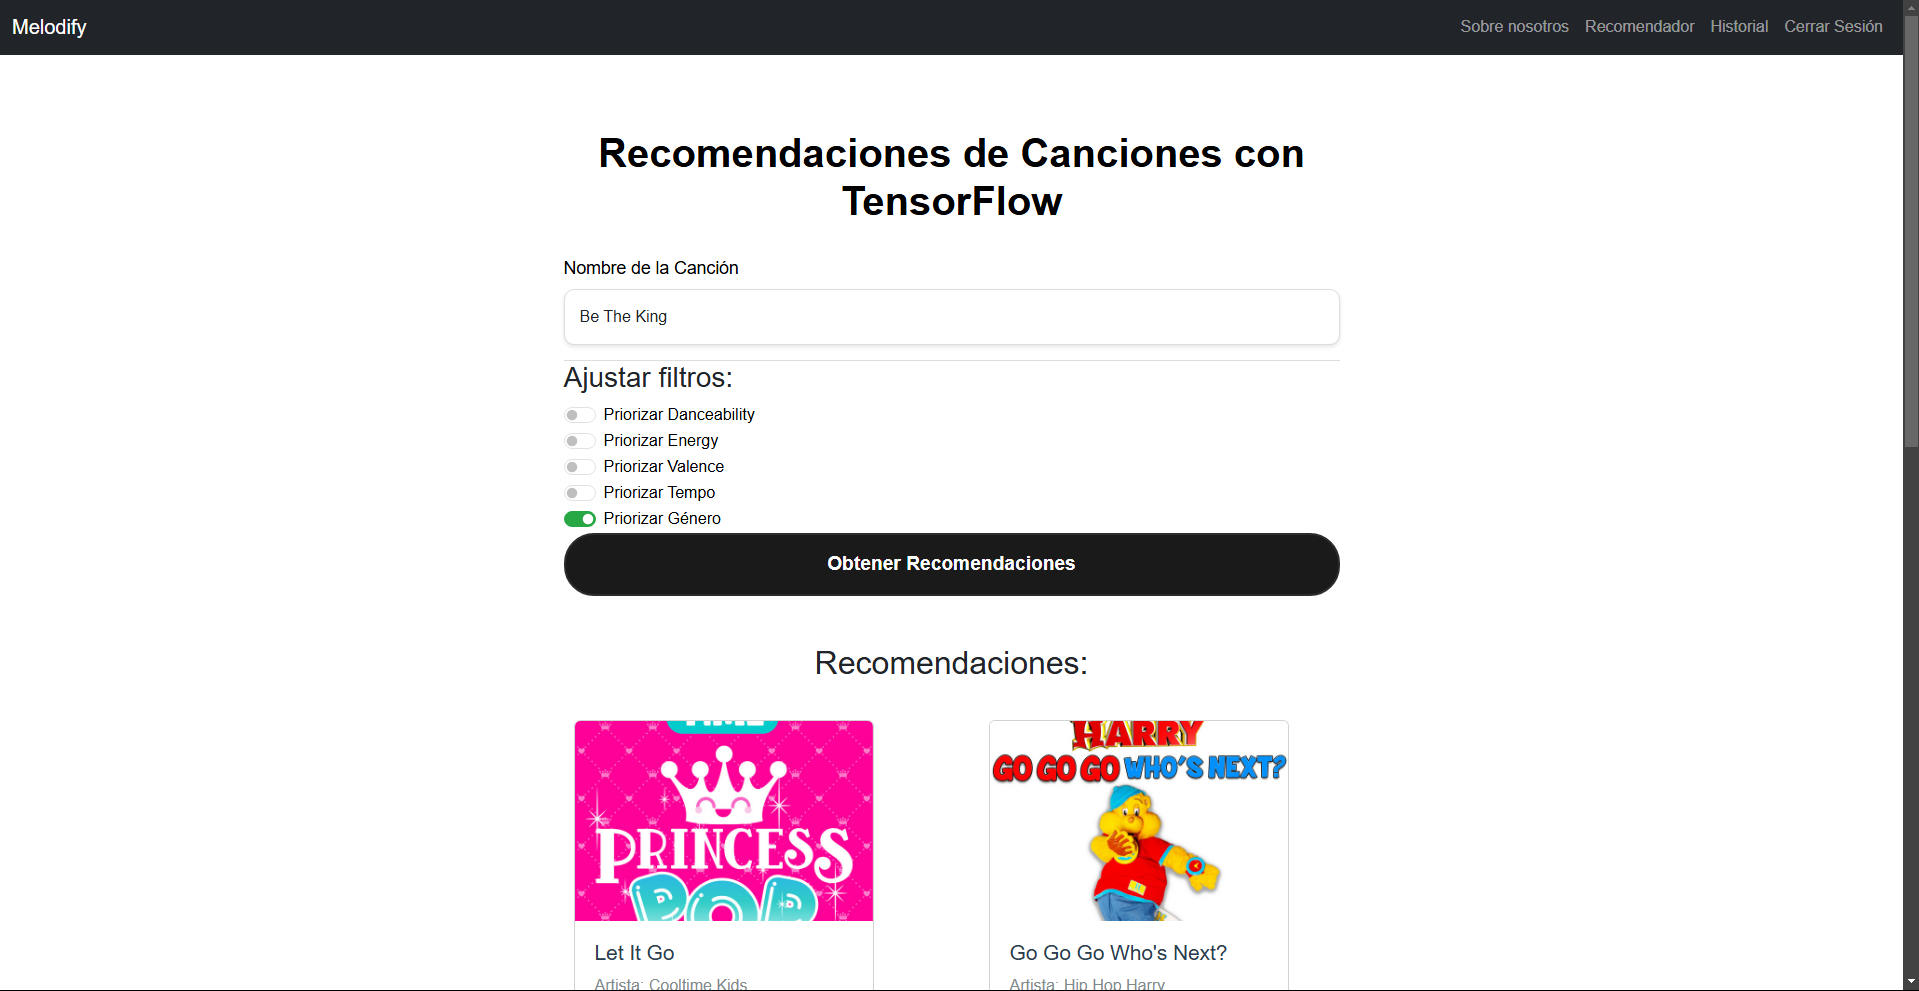 Melodify
Sobre nosotros Recomendador Historial Cerrar Sesión
Recomendaciones de Canciones con
TensorFlow
Nombre de la Canción
Be The King
Ajustar filtros:
Priorizar Danceability
Priorizar Energy
Priorizar Valence
Priorizar Tempo
Priorizar Género
Obtener Recomendaciones
Recomendaciones:
PRINCESS
POP
HARRY
GO GO GO WHO'S NEXT?
Let It Go
Artista: Cooltime Kids
Go Go Go Who's Next?
Artista: Hip Hop Harry